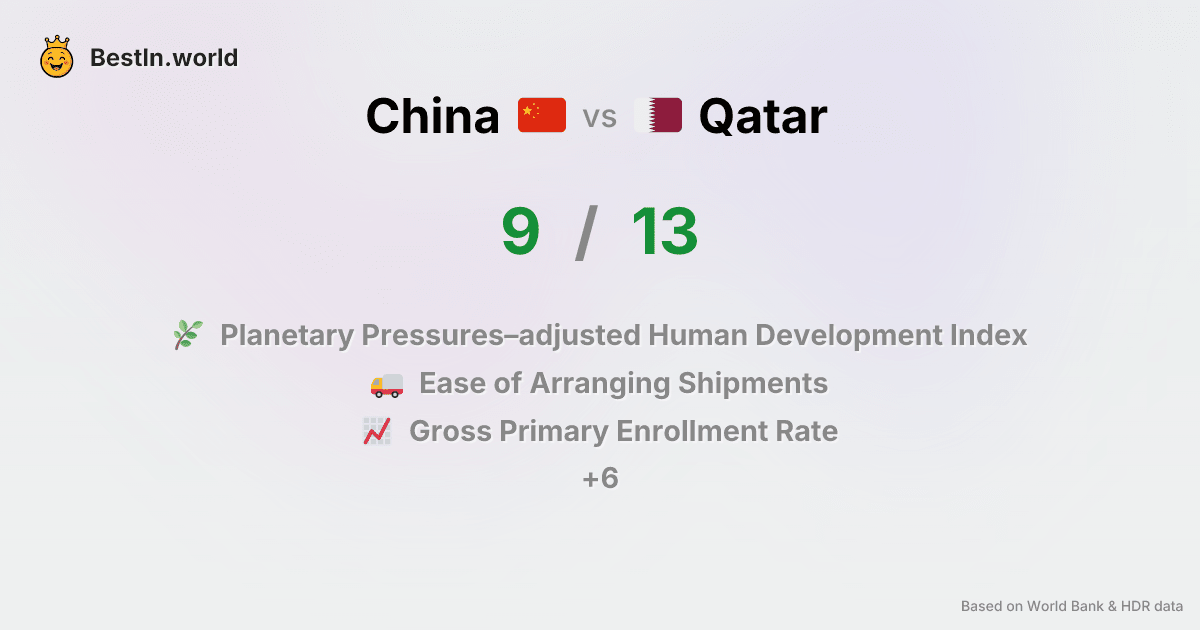 BestIn.world
China vs Qatar
9 / 13
Planetary Pressures–adjusted Human Development Index
Ease of Arranging Shipments
Gross Primary Enrollment Rate
+6
Based on World Bank & HDR data